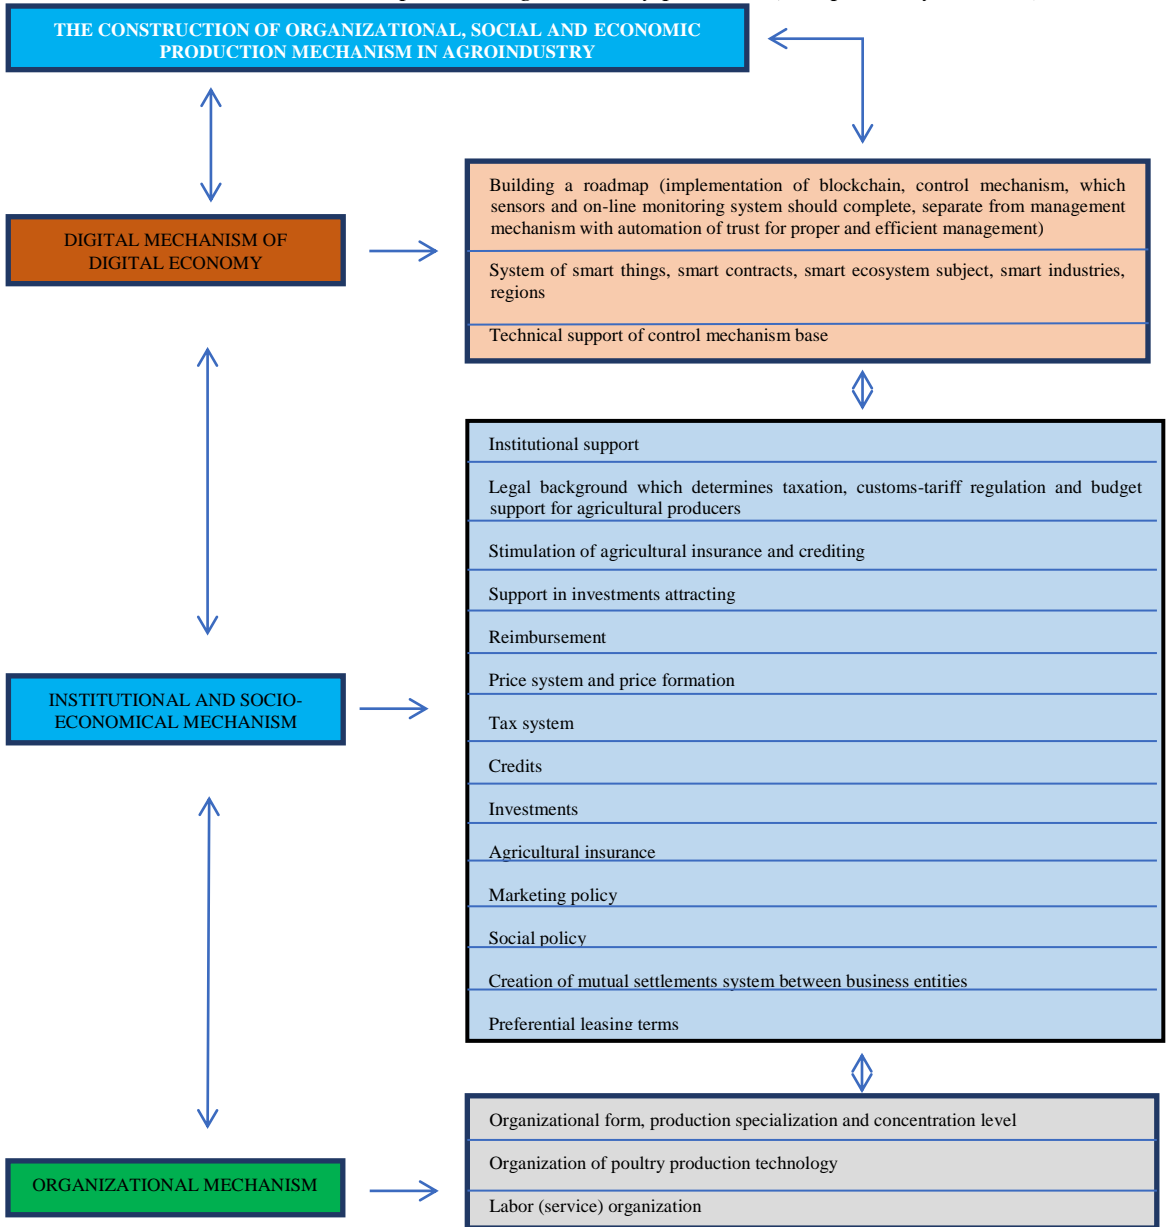 THE CONSTRUCTION OF ORGANIZATIONAL, SOCIAL AND ECONOMIC
PRODUCTION MECHANISM IN AGROINDUSTRY
Building a roadmap (implementation of blockchain, control mechanism, which
sensors and on-line monitoring system should complete, separate from management
mechanism with automation of trust for proper and efficient management)
DIGITAL MECHANISM OF
DIGITAL ECONOMY
System of smart things, smart contracts, smart ecosystem subject, smart industries,
regions
Technical support of control mechanism base
Institutional support
Legal background which determines taxation, customs-tariff regulation and budget
support for agricultural producers
Stimulation of agricultural insurance and crediting
Support in investments attracting
Reimbursement
Price system and price formation
INSTITUTIONAL AND SOCIO-
ECONOMICAL MECHANISM
Tax system
Credits
Investments
Agricultural insurance
Marketing policy
Social policy
Creation of mutual settlements system between business entities
Preferential leasing terms
Organizational form, production specialization and concentration level
Organization of poultry production technology
ORGANIZATIONAL MECHANISM
Labor (service) organization